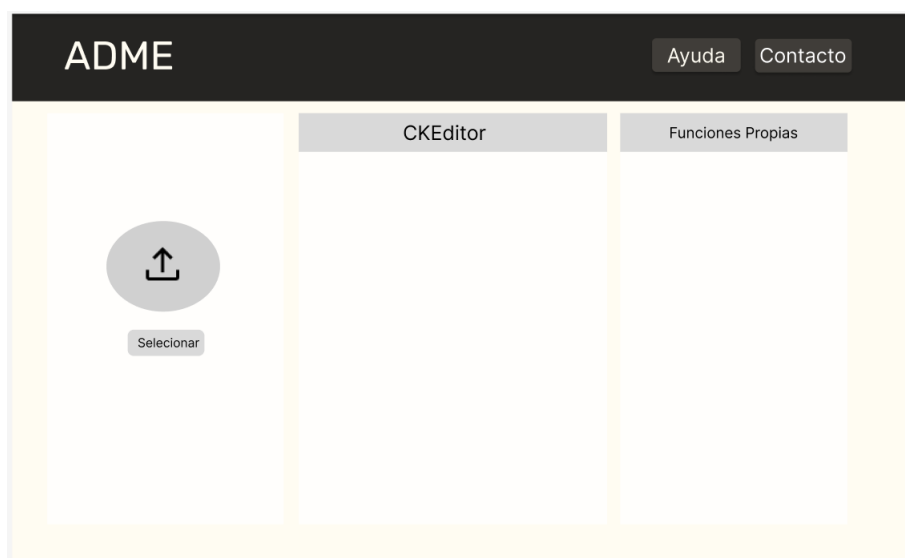 ADME
Ayuda
Contacto
CKEditor
Funciones Propias
Selecionar